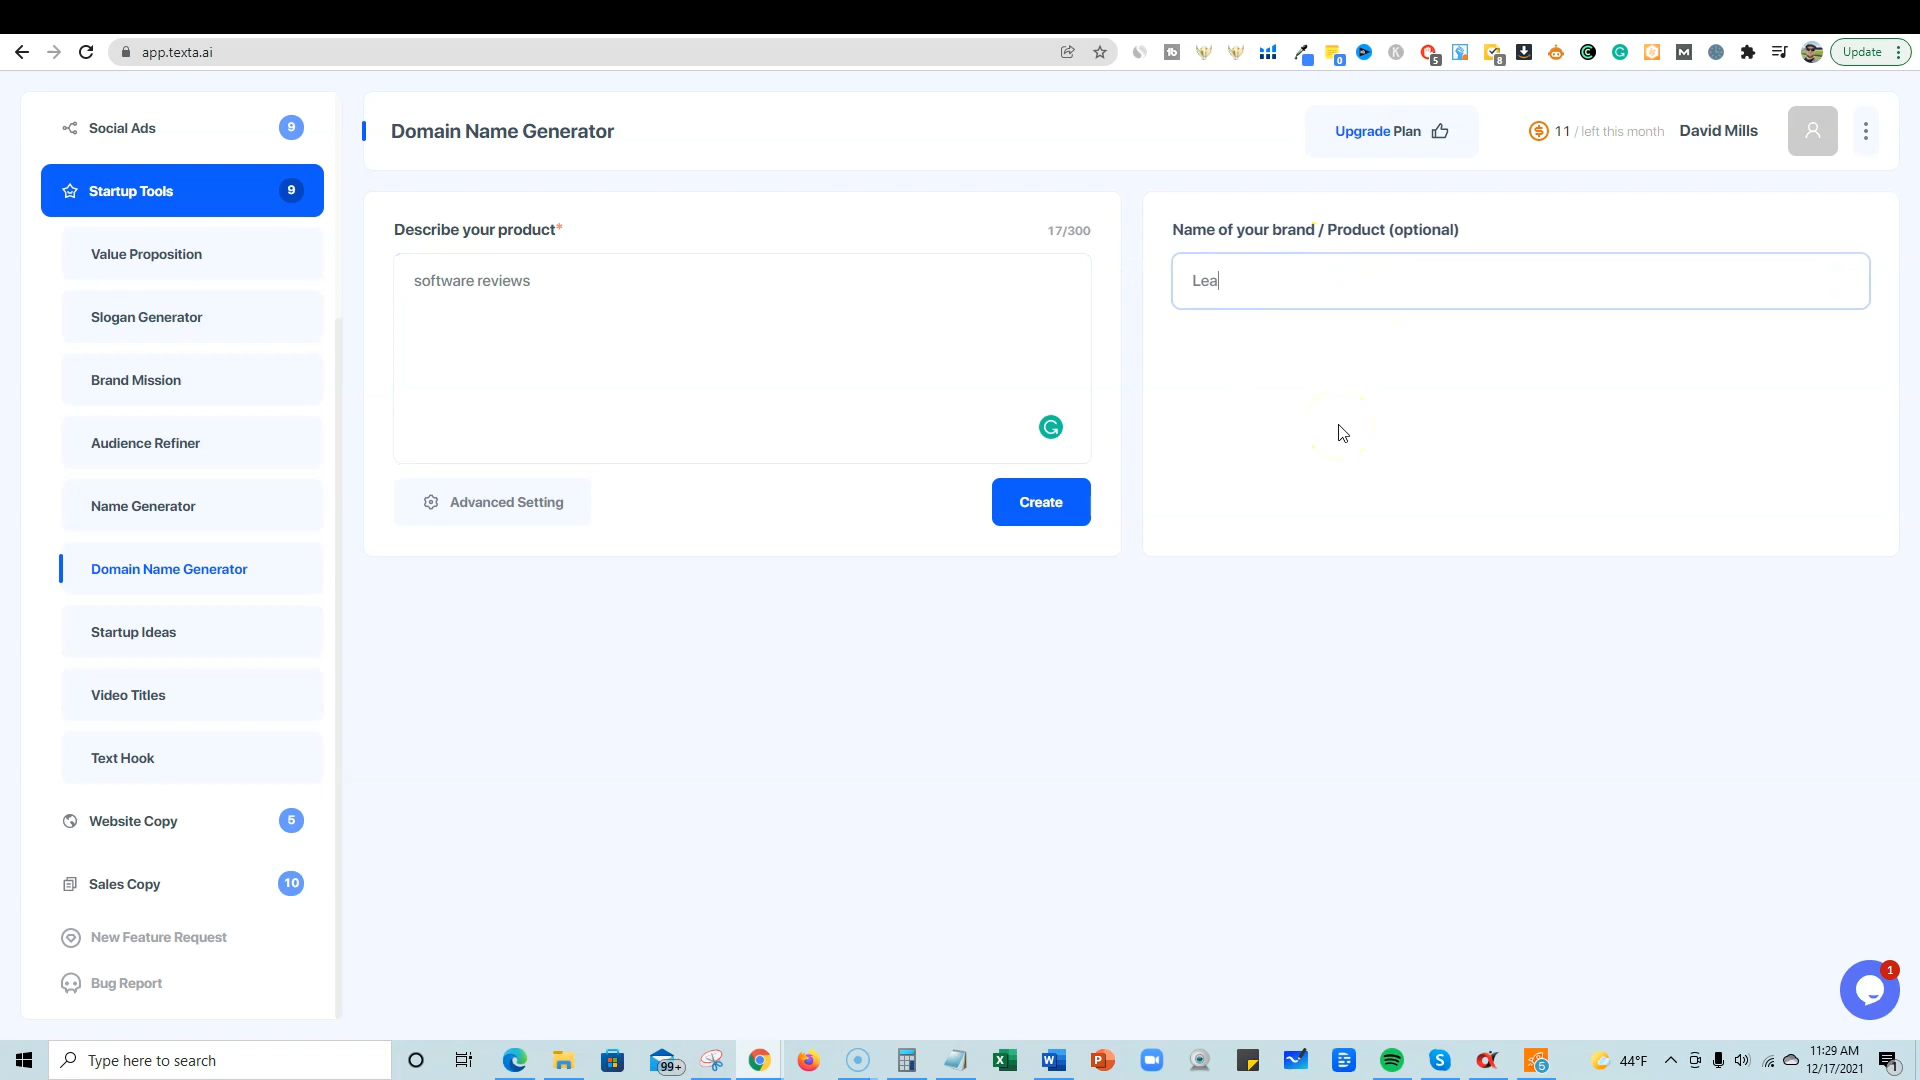 app.texta.ai
Update
Social Ads
9
Startup Tools
9
Value Proposition
Slogan Generator
Brand Mission
Audience Refiner
Name Generator
Domain Name Generator
Startup Ideas
Video Titles
Text Hook
Website Copy
5
Sales Copy
10
New Feature Request
Bug Report
Domain Name Generator
Upgrade Plan
11 / left this month
David Mills
Describe your product*
17/300
software reviews
Advanced Setting
Create
Name of your brand / Product (optional)
Lea
1
Type here to search
99+
5
44°F
11:29 AM
12/17/2021
1